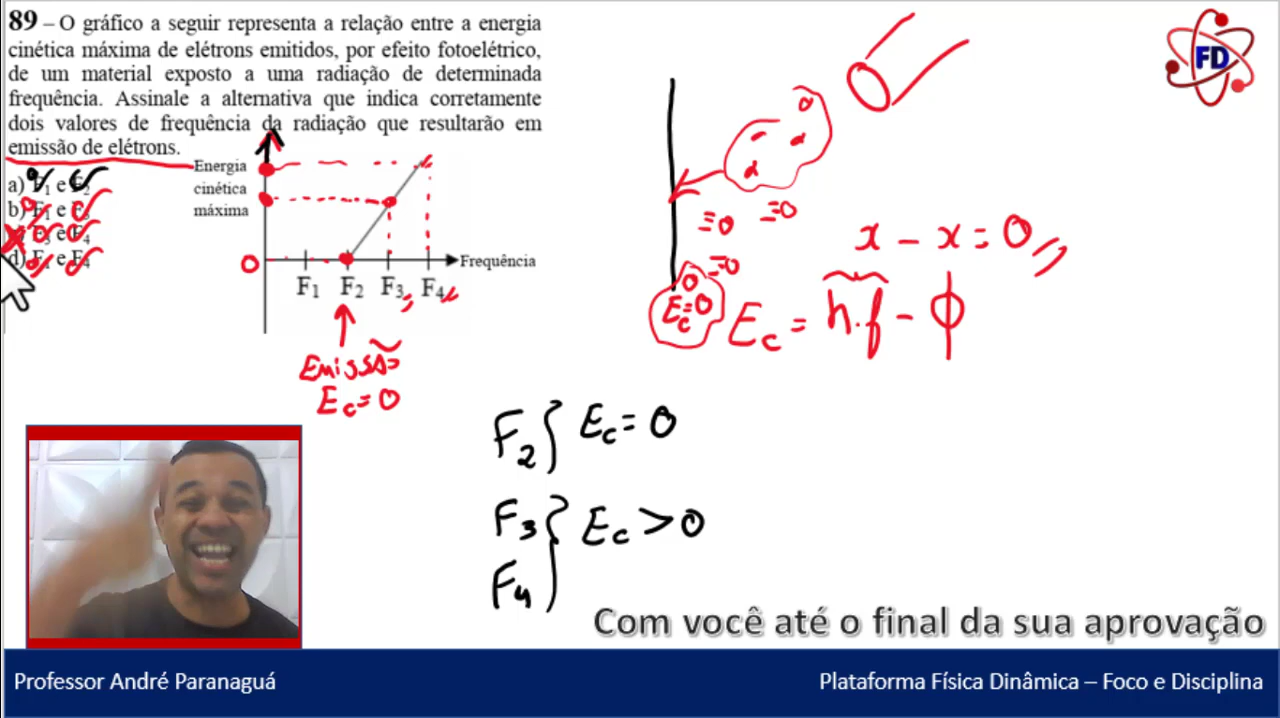 89 – O gráfico a seguir representa a relação entre a energia
cinética máxima de elétrons emitidos, por efeito fotoelétrico,
de um material exposto a uma radiação de determinada
frequência. Assinale a alternativa que indica corretamente
dois valores de frequência da radiação que resultarão em
emissão de elétrons.
a) F1 e F2
b) F1 e F3
F3 e F4
d) F1 e F4
Energia
cinética
máxima
0
Frequência
F1 F2 F3 F4
Emissão
Ec=0
FD
=0 =0
=0
x - x = 0
Ec=0
Ec = h.f - ϕ
F2 } Ec = 0
F3 } Ec > 0
F4
Com você até o final da sua aprovação
Professor André Paranaguá
Plataforma Física Dinâmica – Foco e Disciplina